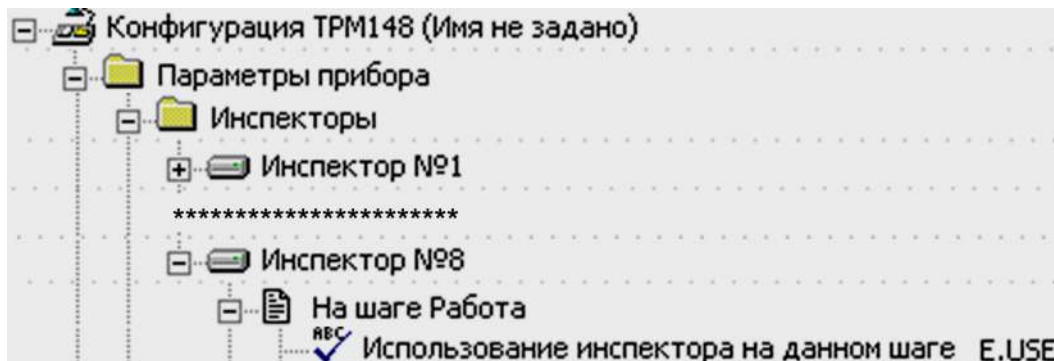 Конфигурация ТРМ148 (Имя не задано)
Параметры прибора
Инспекторы
Инспектор №1
***********************
Инспектор №8
На шаге Работа
ABC Использование инспектора на данном шаге E.USE